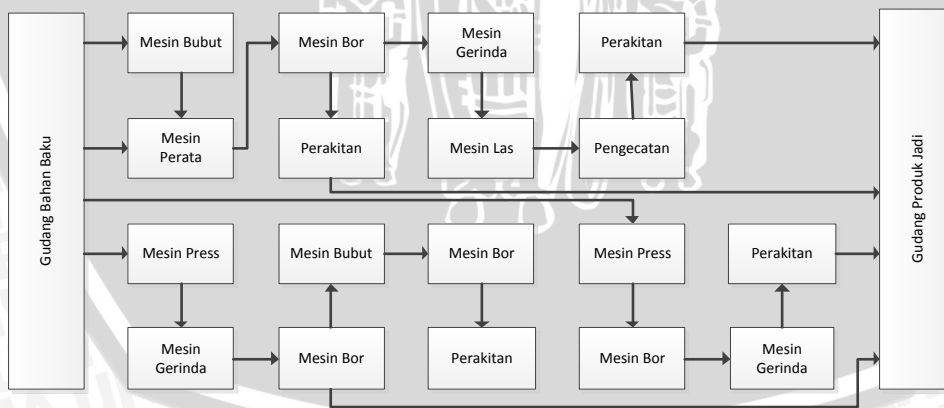 Gudang Bahan Baku
Mesin Bubut
Mesin Bor
Mesin
Gerinda
Perakitan
Mesin
Perata
Perakitan
Mesin Las
Pengecatan
Mesin Press
Mesin Bubut
Mesin Bor
Mesin Press
Perakitan
Mesin
Gerinda
Mesin Bor
Perakitan
Mesin Bor
Mesin
Gerinda
Gudang Produk Jadi